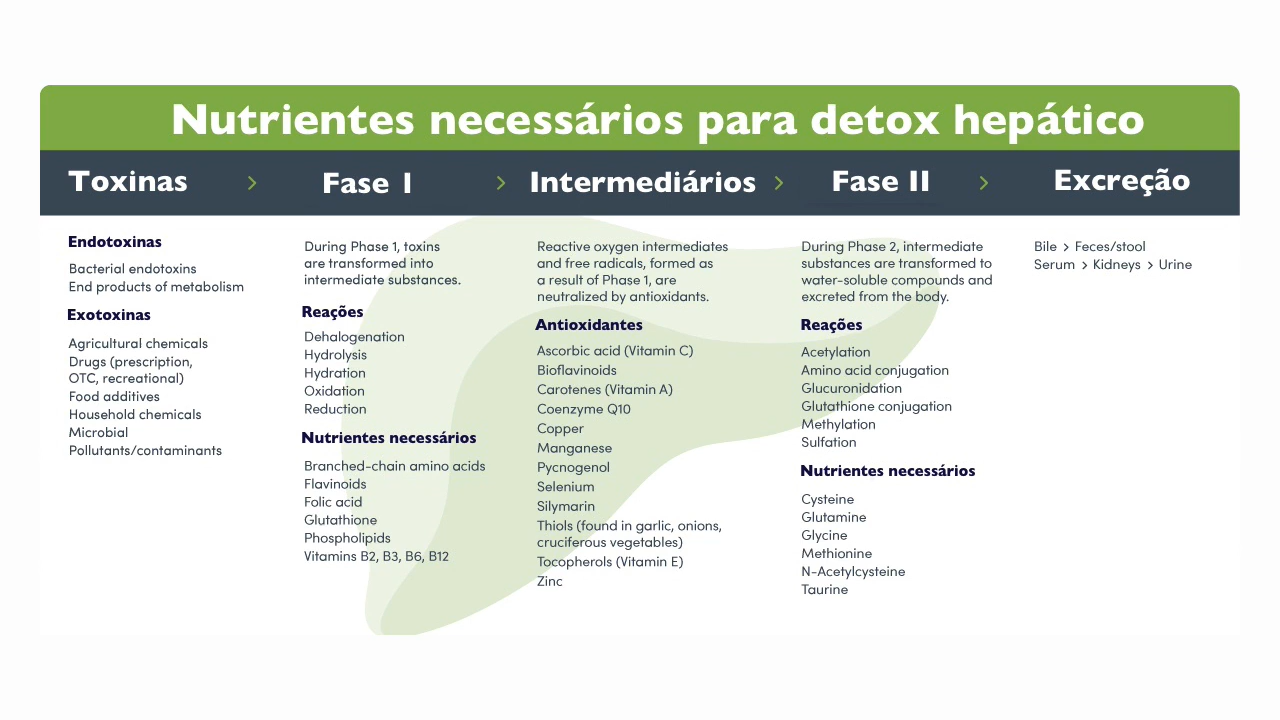 Nutrientes necessários para detox hepático
Toxinas > Fase 1 > Intermediários > Fase II > Excreção
Endotoxinas
Bacterial endotoxins
End products of metabolism
Exotoxinas
Agricultural chemicals
Drugs (prescription,
OTC, recreational)
Food additives
Household chemicals
Microbial
Pollutants/contaminants
During Phase 1, toxins
are transformed into
intermediate substances.
Reações
Dehalogenation
Hydrolysis
Hydration
Oxidation
Reduction
Nutrientes necessários
Branched-chain amino acids
Flavinoids
Folic acid
Glutathione
Phospholipids
Vitamins B2, B3, B6, B12
Reactive oxygen intermediates
and free radicals, formed as
a result of Phase 1, are
neutralized by antioxidants.
Antioxidantes
Ascorbic acid (Vitamin C)
Bioflavinoids
Carotenes (Vitamin A)
Coenzyme Q10
Copper
Manganese
Pycnogenol
Selenium
Silymarin
Thiols (found in garlic, onions,
cruciferous vegetables)
Tocopherols (Vitamin E)
Zinc
During Phase 2, intermediate
substances are transformed to
water-soluble compounds and
excreted from the body.
Reações
Acetylation
Amino acid conjugation
Glucuronidation
Glutathione conjugation
Methylation
Sulfation
Nutrientes necessários
Cysteine
Glutamine
Glycine
Methionine
N-Acetylcysteine
Taurine
Bile > Feces/stool
Serum > Kidneys > Urine